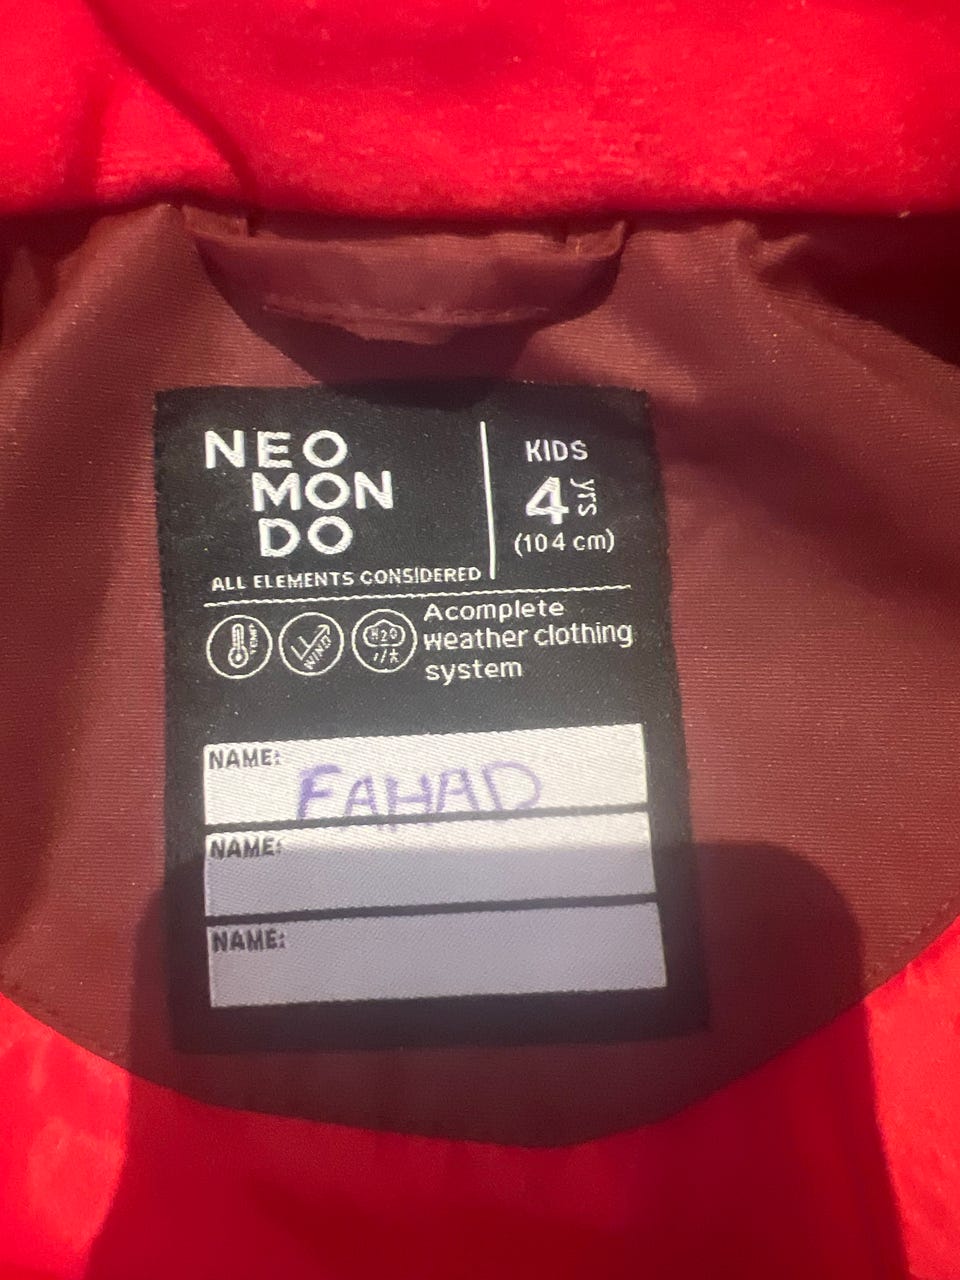 NEO
MON
DO
ALL ELEMENTS CONSIDERED
KIDS
4 yrs
(104 cm)
TEMP
WIND
H2O
Acomplete
weather clothing
system
NAME: FAHAD
NAME:
NAME: